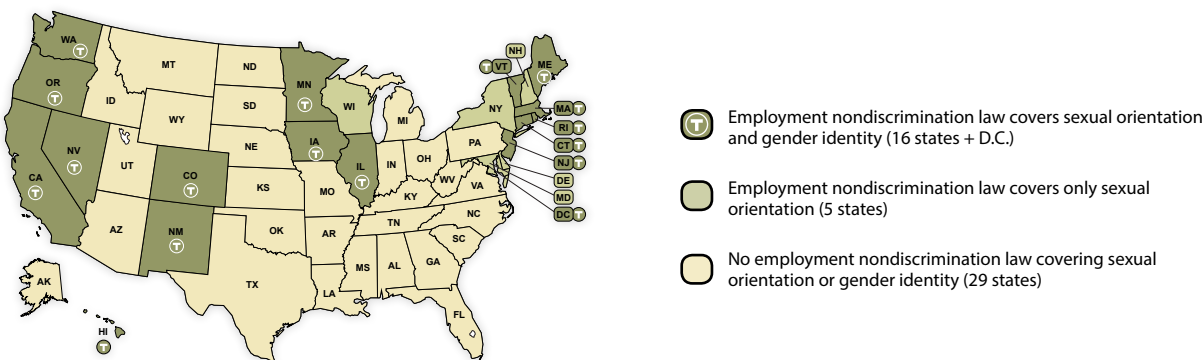 WA
T
MT
ND
MN
T
OR
T
ID
SD
WI
WY
MI
NH
T VT
ME
T
NY
MA T
RI T
CT T
NJ T
DE
MD
DC T
NE
IA
T
PA
NV
T
UT
CO
T
IL
T
IN
OH
WV
VA
CA
T
KS
MO
KY
NC
TN
AZ
NM
T
OK
AR
SC
MS
AL
GA
TX
LA
FL
AK
HI
T
T Employment nondiscrimination law covers sexual orientation
and gender identity (16 states + D.C.)
Employment nondiscrimination law covers only sexual
orientation (5 states)
No employment nondiscrimination law covering sexual
orientation or gender identity (29 states)